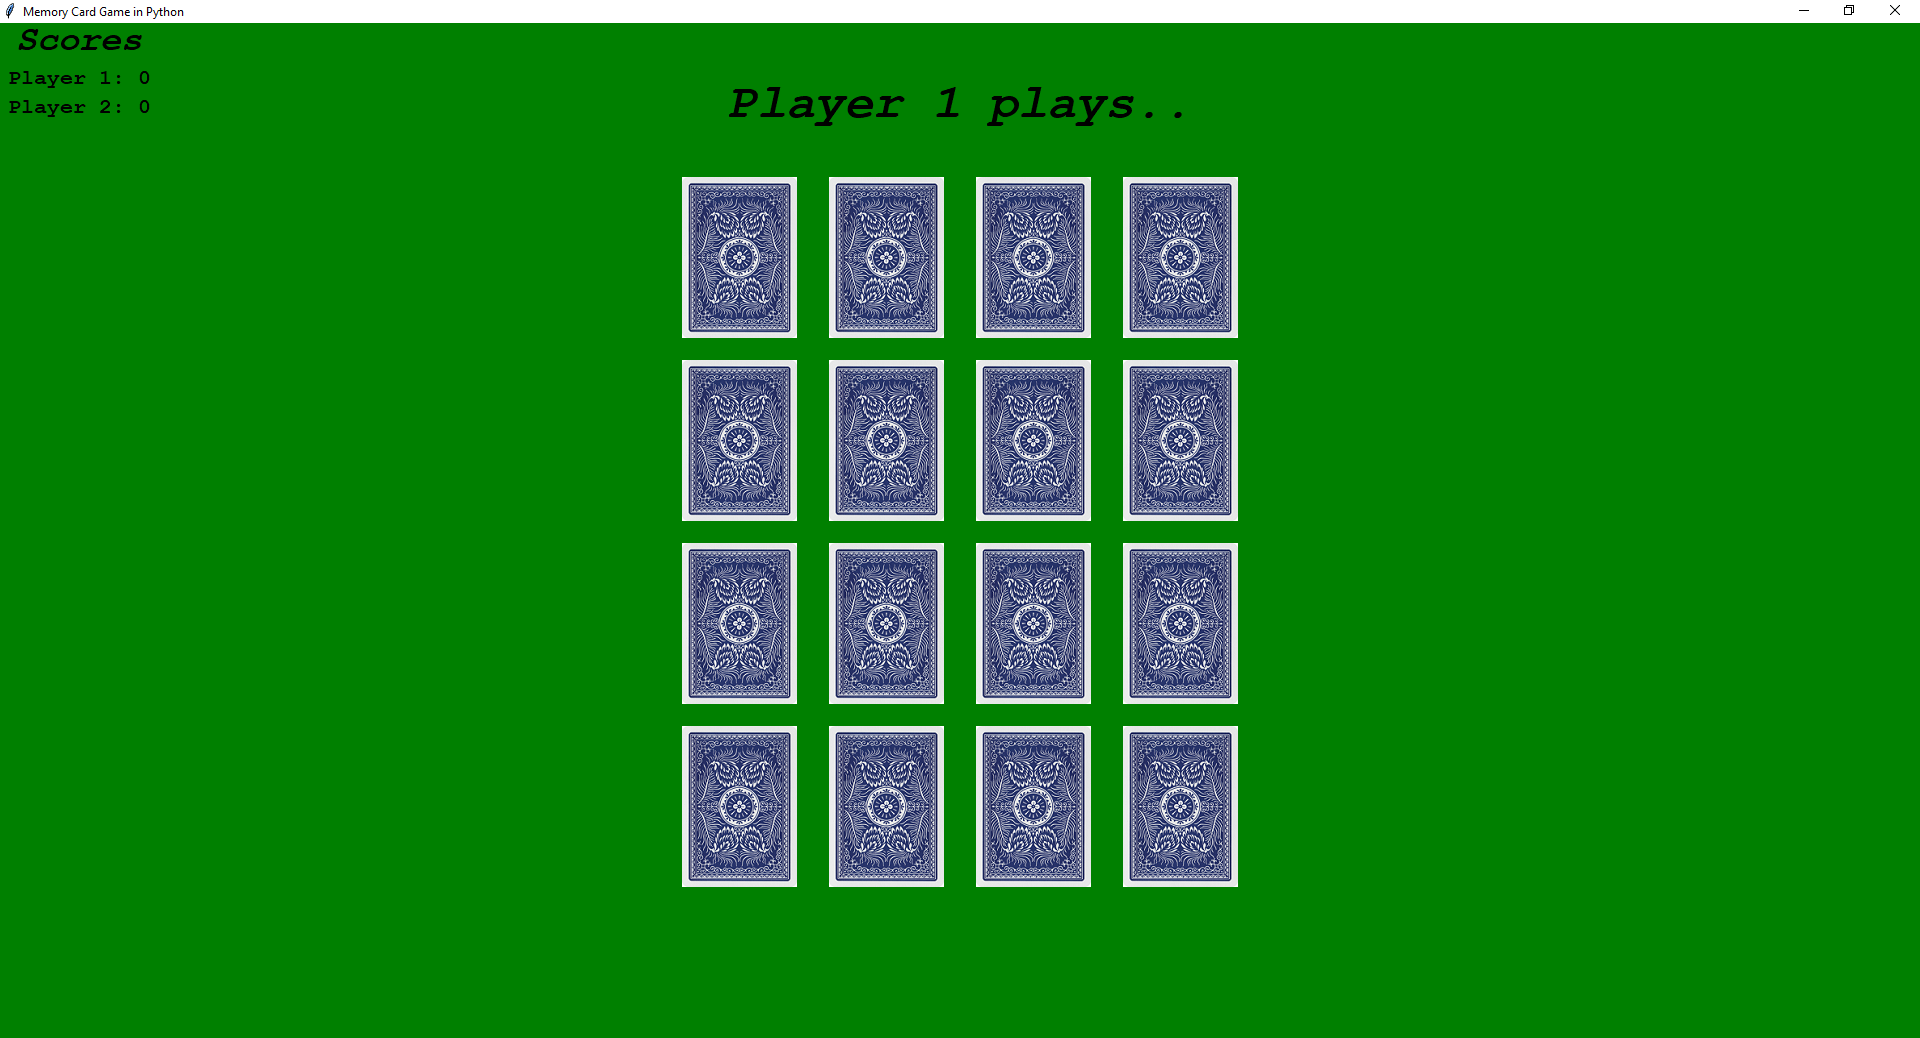 Memory Card Game in Python
Scores
Player 1: 0
Player 2: 0
Player 1 plays..